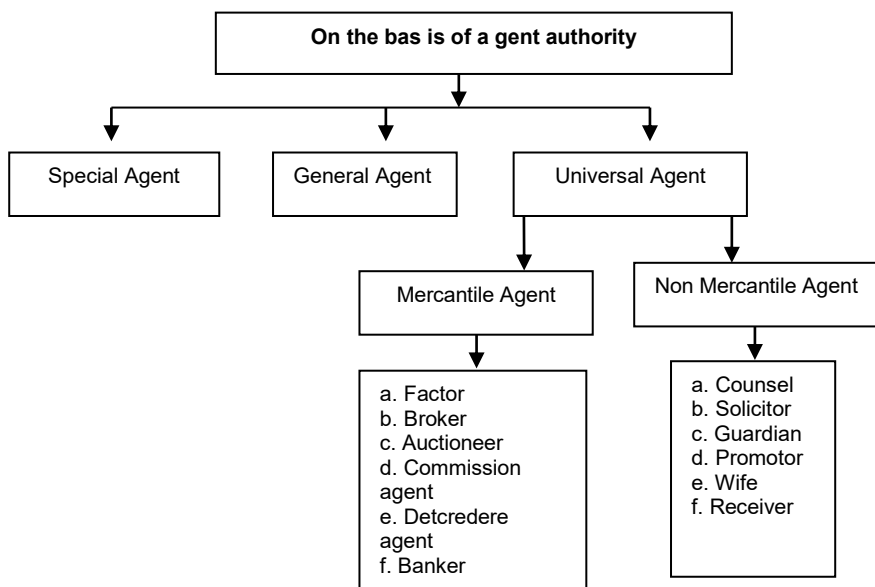 On the bas is of a gent authority
Special Agent
General Agent
Universal Agent
Mercantile Agent
Non Mercantile Agent
a. Factor
b. Broker
c. Auctioneer
d. Commission
agent
e. Detcredere
agent
f. Banker
a. Counsel
b. Solicitor
c. Guardian
d. Promotor
e. Wife
f. Receiver